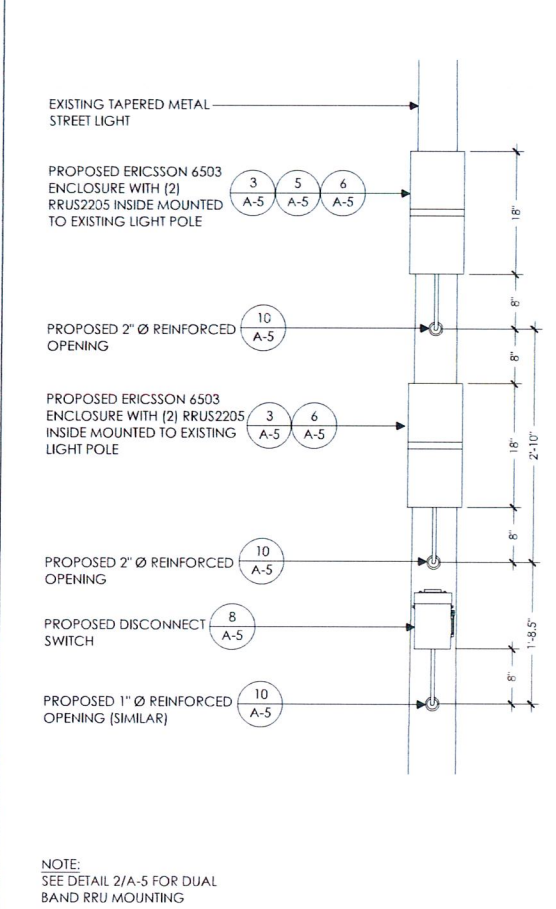 EXISTING TAPERED METAL
STREET LIGHT
PROPOSED ERICSSON 6503
ENCLOSURE WITH (2)
RRUS2205 INSIDE MOUNTED
TO EXISTING LIGHT POLE
3
A-5
5
A-5
6
A-5
18"
8"
PROPOSED 2" Ø REINFORCED
OPENING
10
A-5
8"
PROPOSED ERICSSON 6503
ENCLOSURE WITH (2) RRUS2205
INSIDE MOUNTED TO EXISTING
LIGHT POLE
3
A-5
6
A-5
18"
2'-10"
8"
PROPOSED 2" Ø REINFORCED
OPENING
10
A-5
PROPOSED DISCONNECT
SWITCH
8
A-5
1'-8.5"
8"
PROPOSED 1" Ø REINFORCED
OPENING (SIMILAR)
10
A-5
NOTE:
SEE DETAIL 2/A-5 FOR DUAL
BAND RRU MOUNTING